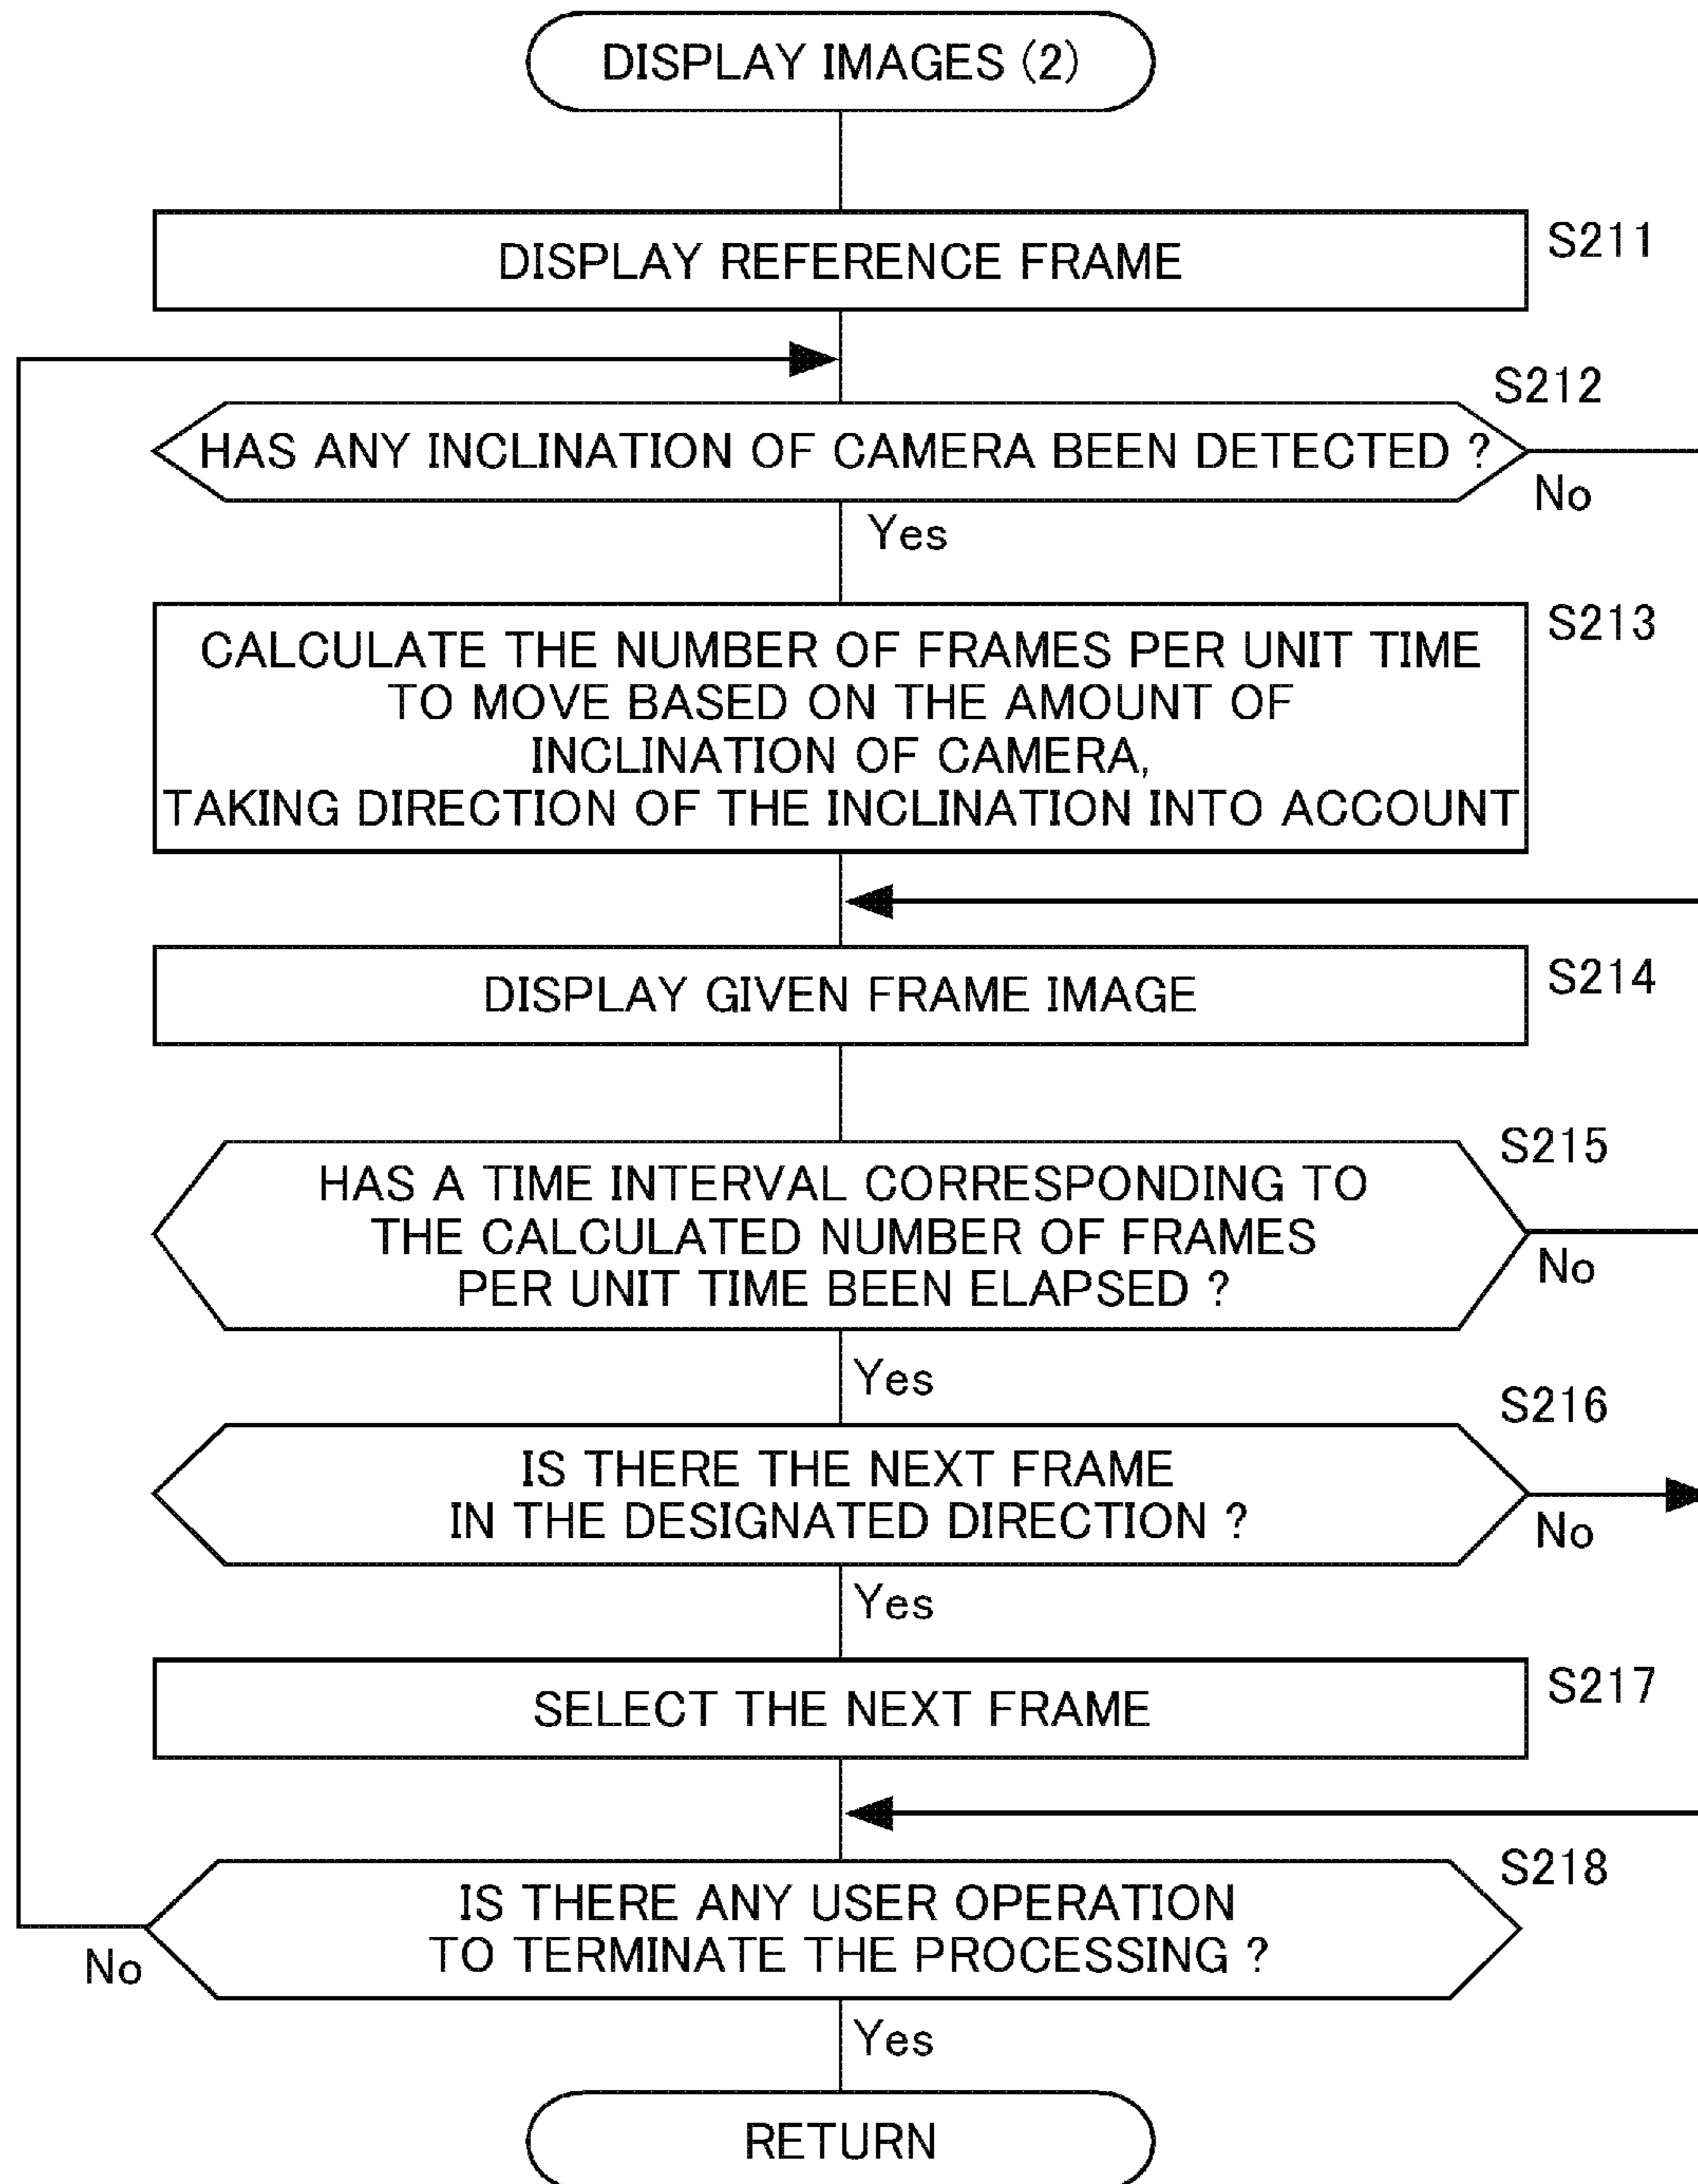 DISPLAY IMAGES (2)
DISPLAY REFERENCE FRAME
S211
S212
HAS ANY INCLINATION OF CAMERA BEEN DETECTED ?
No
Yes
S213
CALCULATE THE NUMBER OF FRAMES PER UNIT TIME
TO MOVE BASED ON THE AMOUNT OF
INCLINATION OF CAMERA,
TAKING DIRECTION OF THE INCLINATION INTO ACCOUNT
DISPLAY GIVEN FRAME IMAGE
S214
S215
HAS A TIME INTERVAL CORRESPONDING TO
THE CALCULATED NUMBER OF FRAMES
PER UNIT TIME BEEN ELAPSED ?
No
Yes
S216
IS THERE THE NEXT FRAME
IN THE DESIGNATED DIRECTION ?
No
Yes
SELECT THE NEXT FRAME
S217
S218
IS THERE ANY USER OPERATION
TO TERMINATE THE PROCESSING ?
No
Yes
RETURN